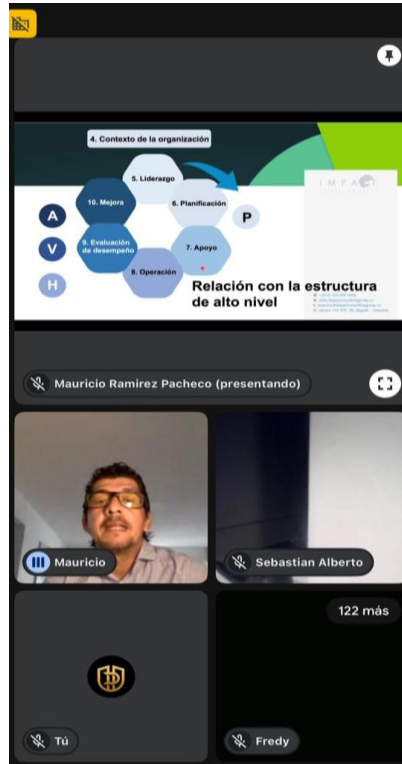 4. Contexto de la organización
IMPACT
5. Liderazgo
10. Mejora
6. Planificación
A
P
V
9. Evaluación
de desempeño
7. Apoyo
H
8. Operación
Relación con la estructura
de alto nivel
Mauricio Ramirez Pacheco (presentando)
Mauricio
Sebastian Alberto
122 más
Tú
Fredy